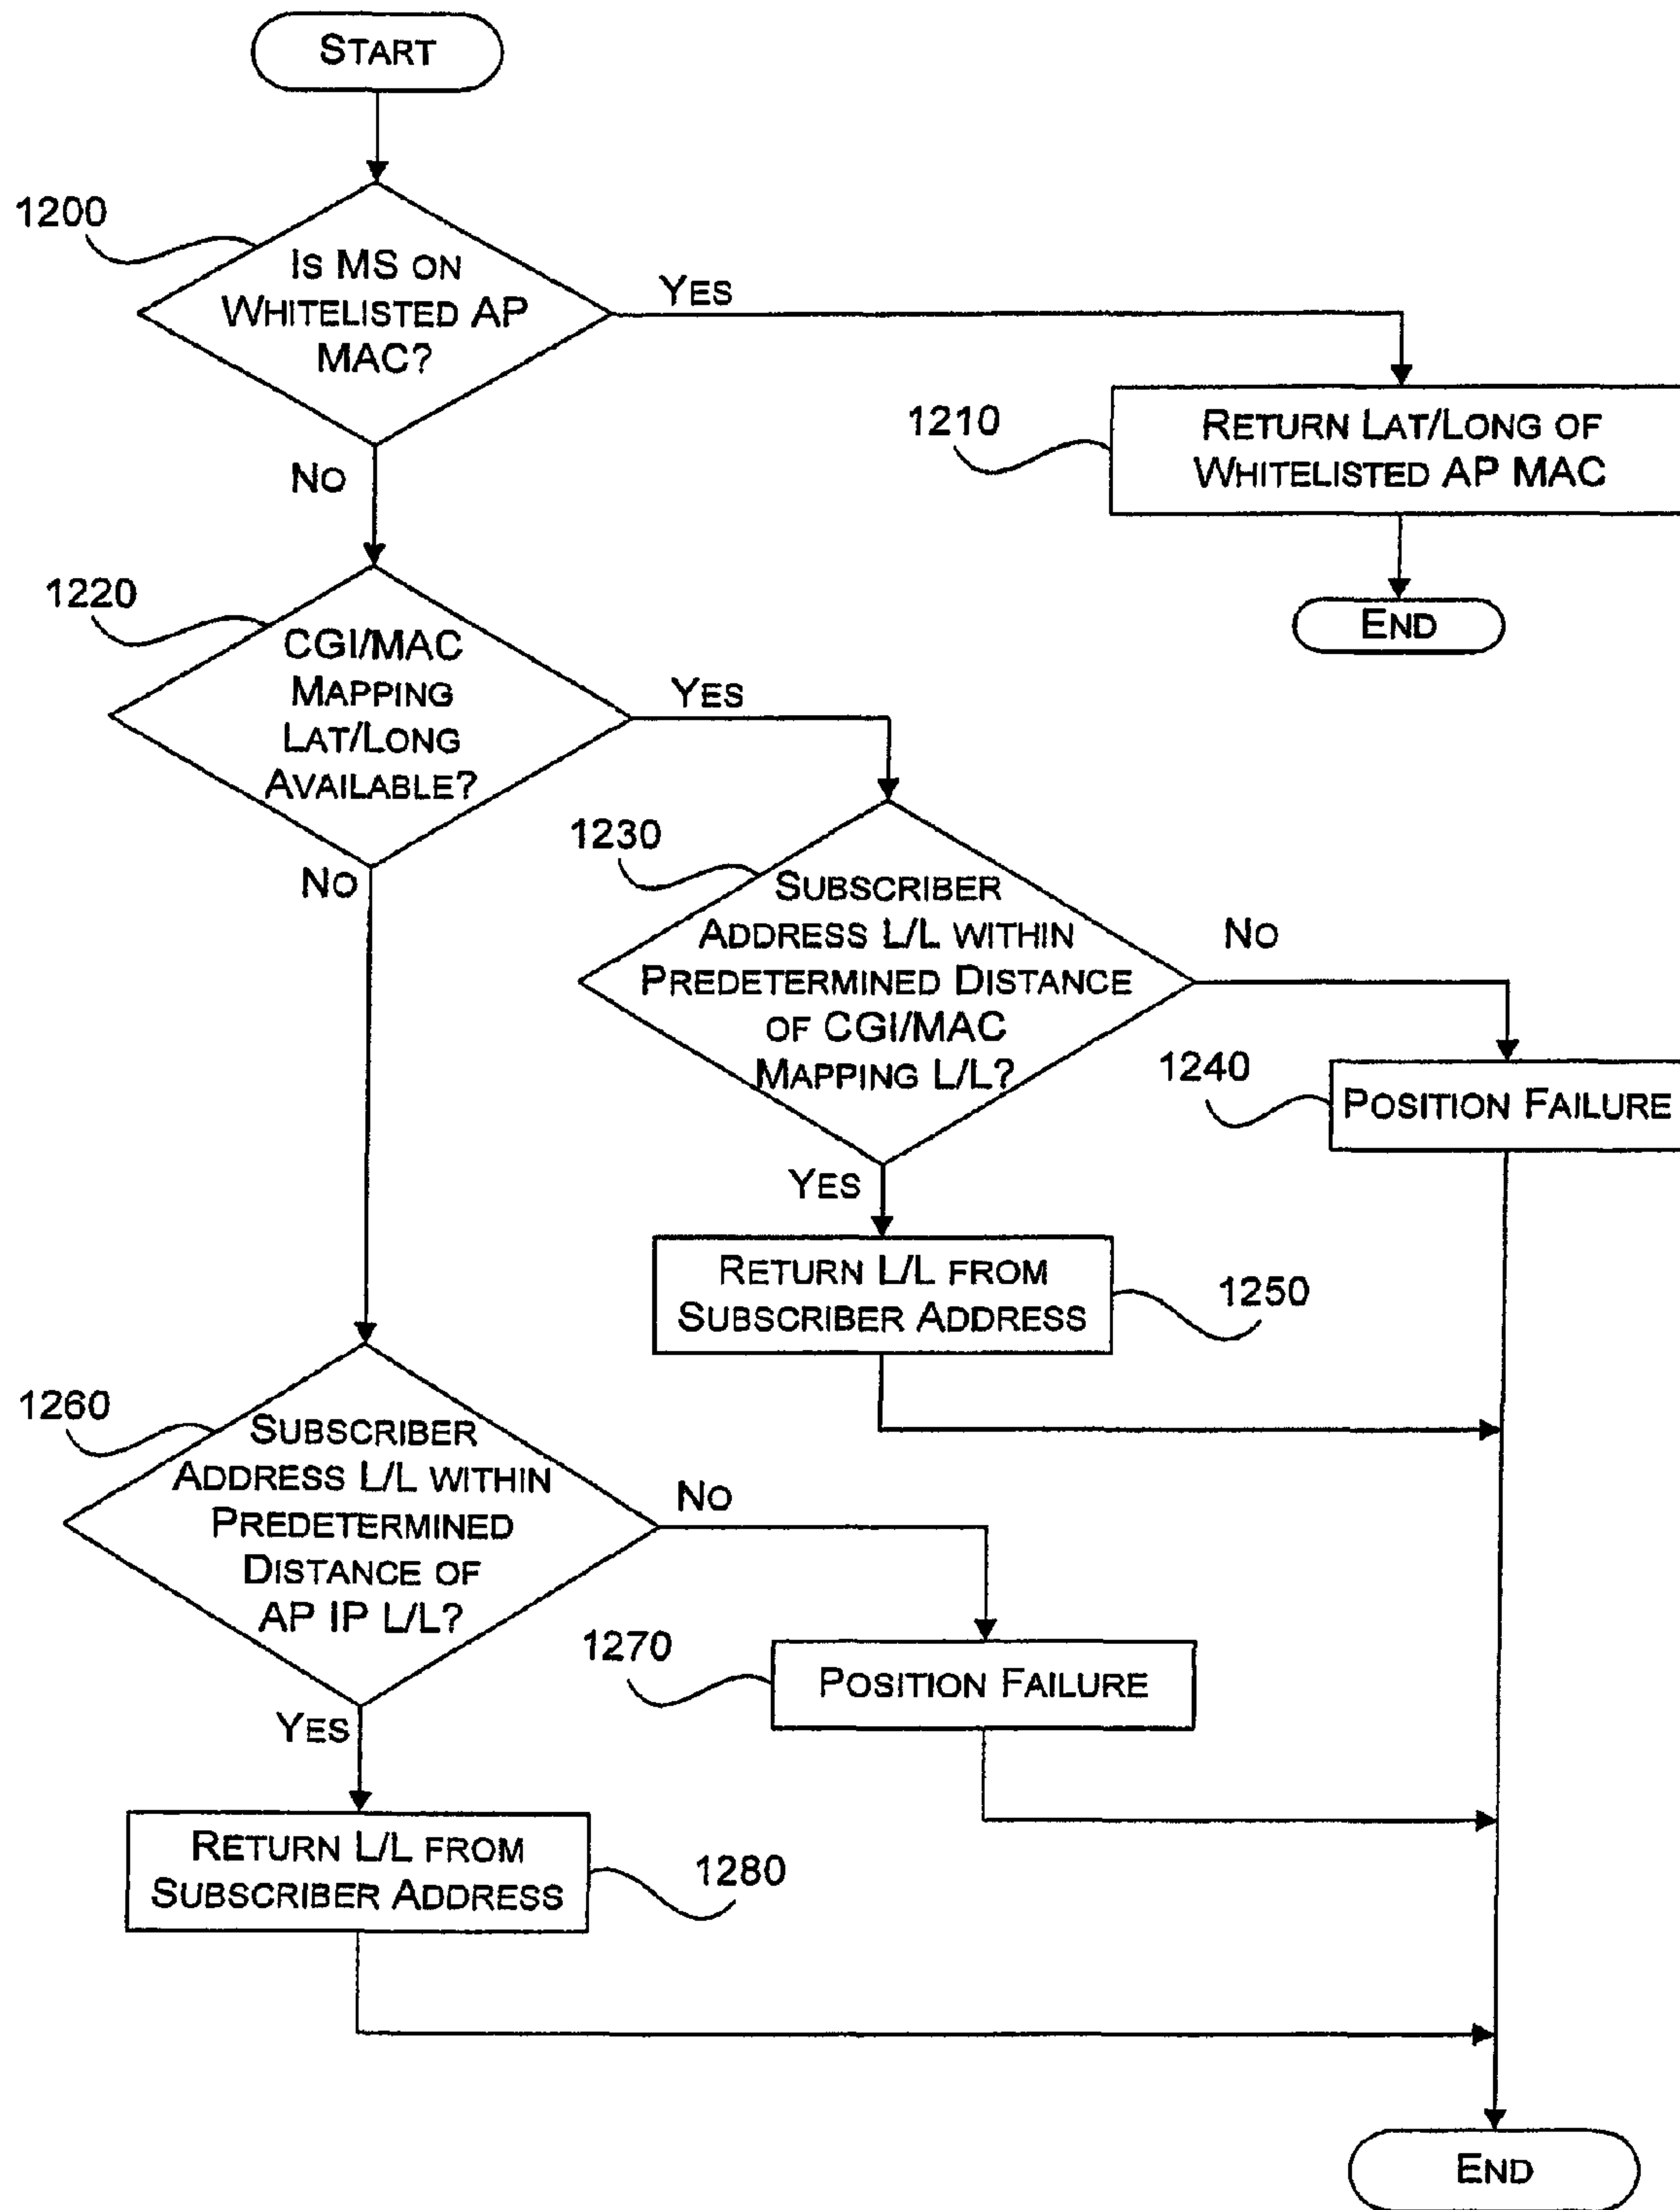 START
1200
IS MS ON
WHITELISTED AP
MAC?
YES
NO
1210
RETURN LAT/LONG OF
WHITELISTED AP MAC
END
1220
CGI/MAC
MAPPING
LAT/LONG
AVAILABLE?
YES
NO
1230
SUBSCRIBER
ADDRESS L/L WITHIN
PREDETERMINED DISTANCE
OF CGI/MAC
MAPPING L/L?
NO
1240
POSITION FAILURE
YES
RETURN L/L FROM
SUBSCRIBER ADDRESS
1250
1260
SUBSCRIBER
ADDRESS L/L WITHIN
PREDETERMINED
DISTANCE OF
AP IP L/L?
NO
1270
POSITION FAILURE
YES
RETURN L/L FROM
SUBSCRIBER ADDRESS
1280
END